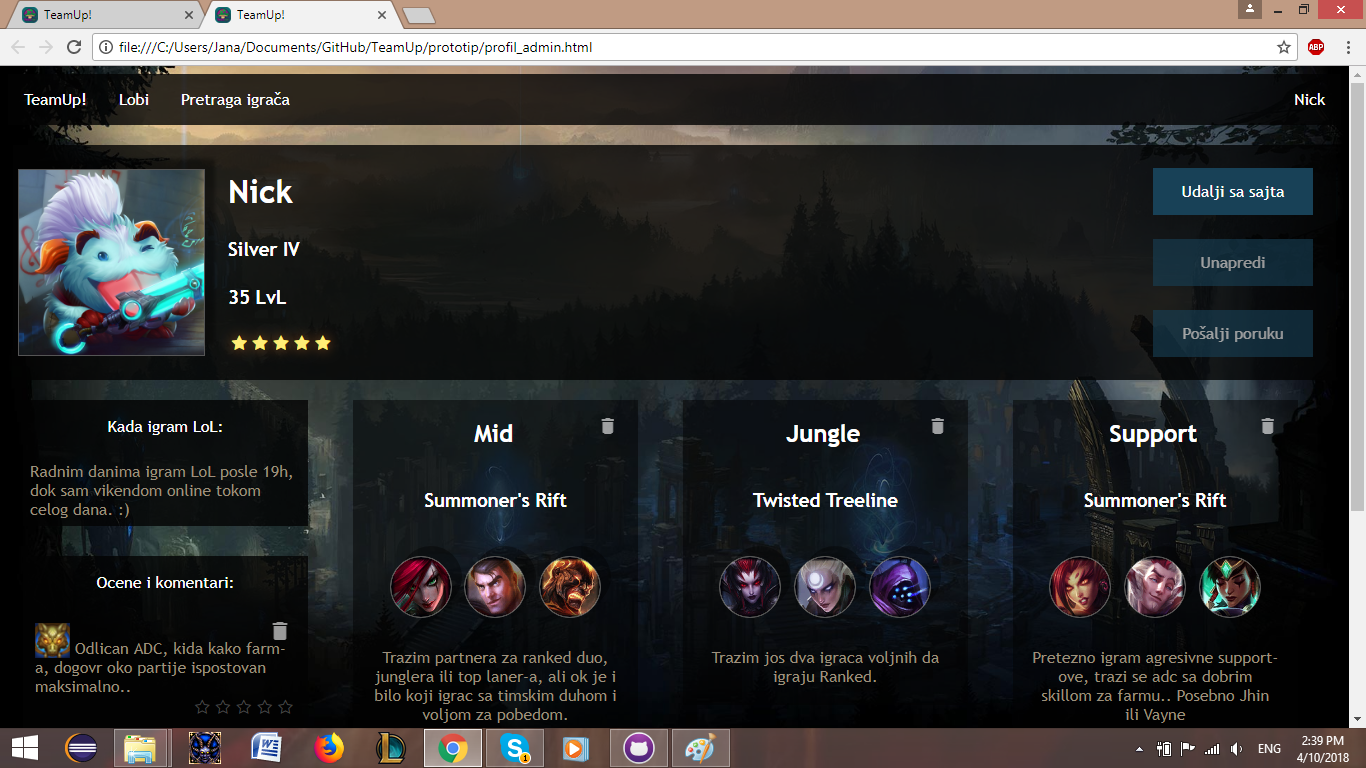 TeamUp!
TeamUp!
file:///C:/Users/Jana/Documents/GitHub/TeamUp/prototip/profil_admin.html
ABP
TeamUp!
Lobi
Pretraga igrača
Nick
Nick
Silver IV
35 LvL
Udalji sa sajta
Unapredi
Pošalji poruku
Kada igram LoL:
Radnim danima igram LoL posle 19h,
dok sam vikendom online tokom
celog dana. :)
Ocene i komentari:
Odlican ADC, kida kako farm-
a, dogovr oko partije ispostovan
maksimalno..
Mid
Summoner's Rift
Trazim partnera za ranked duo,
junglera ili top laner-a, ali ok je i
bilo koji igrac sa timskim duhom i
voljom za pobedom.
Jungle
Twisted Treeline
Trazim jos dva igraca voljnih da
igraju Ranked.
Support
Summoner's Rift
Pretezno igram agresivne support-
ove, trazi se adc sa dobrim
skillom za farmu.. Posebno Jhin
ili Vayne
W
L
S
1
ENG
2:39 PM
4/10/2018